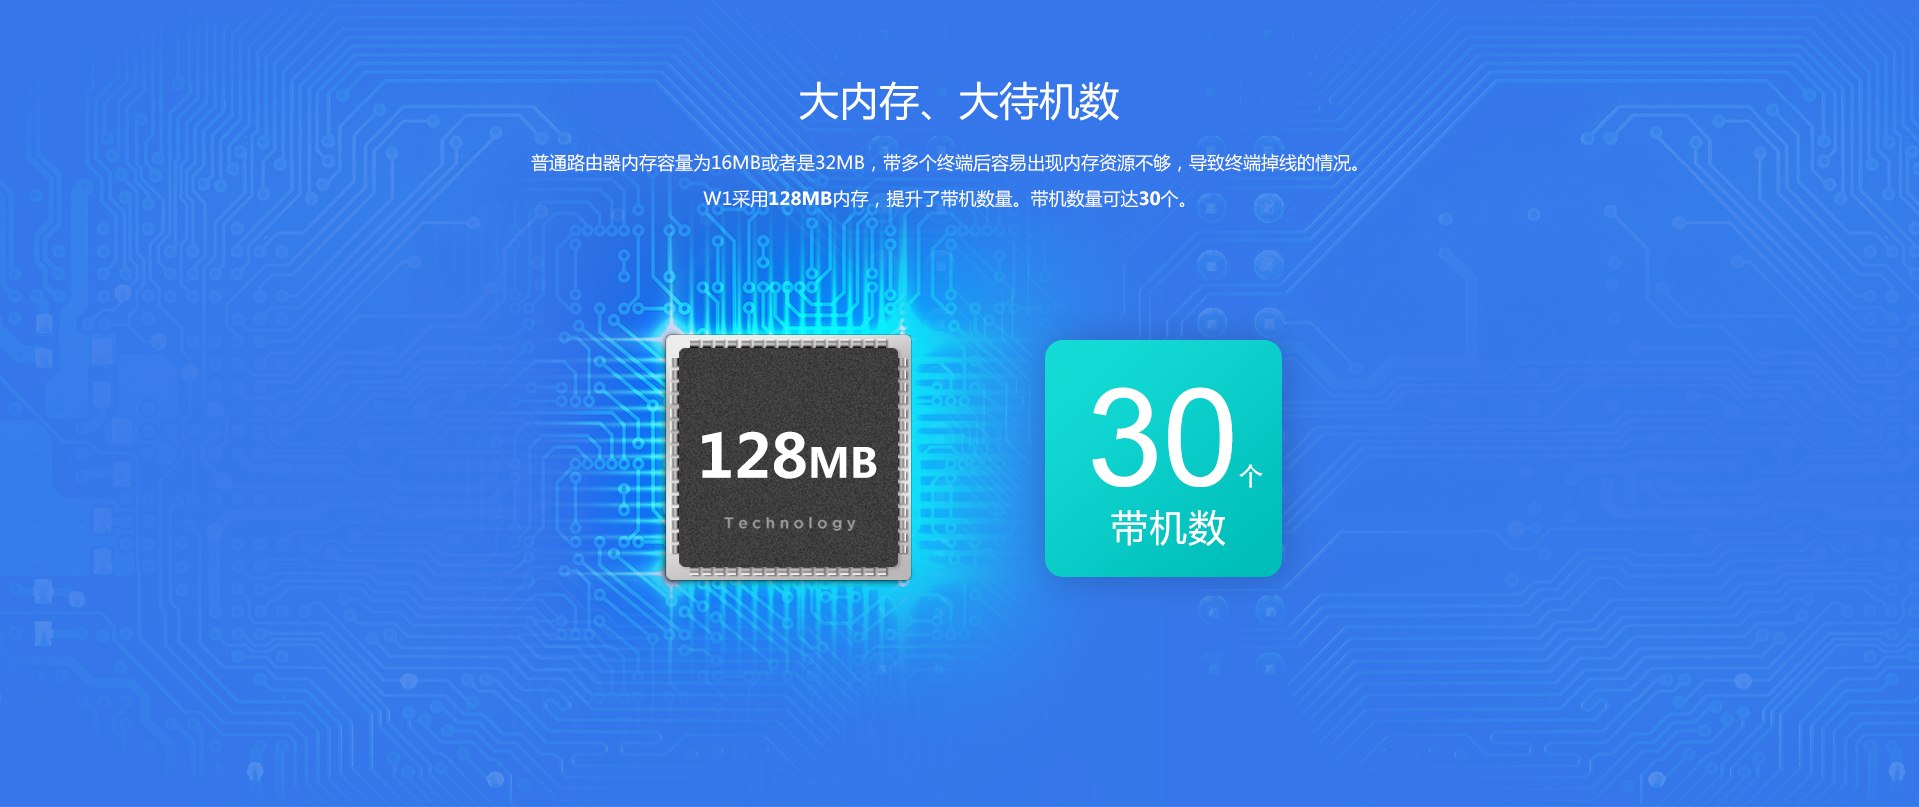 大内存、大待机数
普通路由器内存容量为16MB或者是32MB，带多个终端后容易出现内存资源不够，导致终端掉线的情况。
W1采用128MB内存，提升了带机数量。带机数量可达30个。
128MB
Technology
30个
带机数